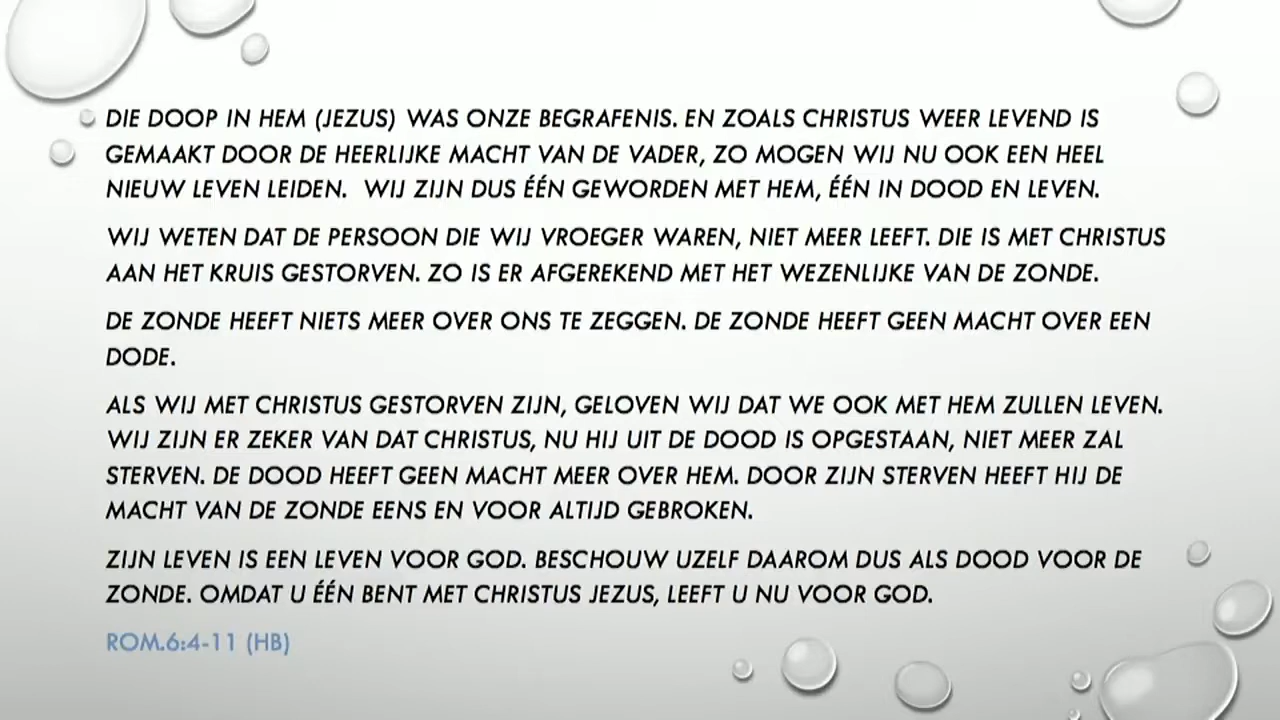 DIE DOOP IN HEM (JEZUS) WAS ONZE BEGRAFENIS. EN ZOALS CHRISTUS WEER LEVEND IS
GEMAAKT DOOR DE HEERLIJKE MACHT VAN DE VADER, ZO MOGEN WIJ NU OOK EEN HEEL
NIEUW LEVEN LEIDEN. WIJ ZIJN DUS ÉÉN GEWORDEN MET HEM, ÉÉN IN DOOD EN LEVEN.
WIJ WETEN DAT DE PERSOON DIE WIJ VROEGER WAREN, NIET MEER LEEFT. DIE IS MET CHRISTUS
AAN HET KRUIS GESTORVEN. ZO IS ER AFGEREKEND MET HET WEZENLIJKE VAN DE ZONDE.
DE ZONDE HEEFT NIETS MEER OVER ONS TE ZEGGEN. DE ZONDE HEEFT GEEN MACHT OVER EEN
DODE.
ALS WIJ MET CHRISTUS GESTORVEN ZIJN, GELOVEN WIJ DAT WE OOK MET HEM ZULLEN LEVEN.
WIJ ZIJN ER ZEKER VAN DAT CHRISTUS, NU HIJ UIT DE DOOD IS OPGESTAAN, NIET MEER ZAL
STERVEN. DE DOOD HEEFT GEEN MACHT MEER OVER HEM. DOOR ZIJN STERVEN HEEFT HIJ DE
MACHT VAN DE ZONDE EENS EN VOOR ALTIJD GEBROKEN.
ZIJN LEVEN IS EEN LEVEN VOOR GOD. BESCHOUW UZELF DAAROM DUS ALS DOOD VOOR DE
ZONDE. OMDAT U ÉÉN BENT MET CHRISTUS JEZUS, LEEFT U NU VOOR GOD.
ROM.6:4-11 (HB)